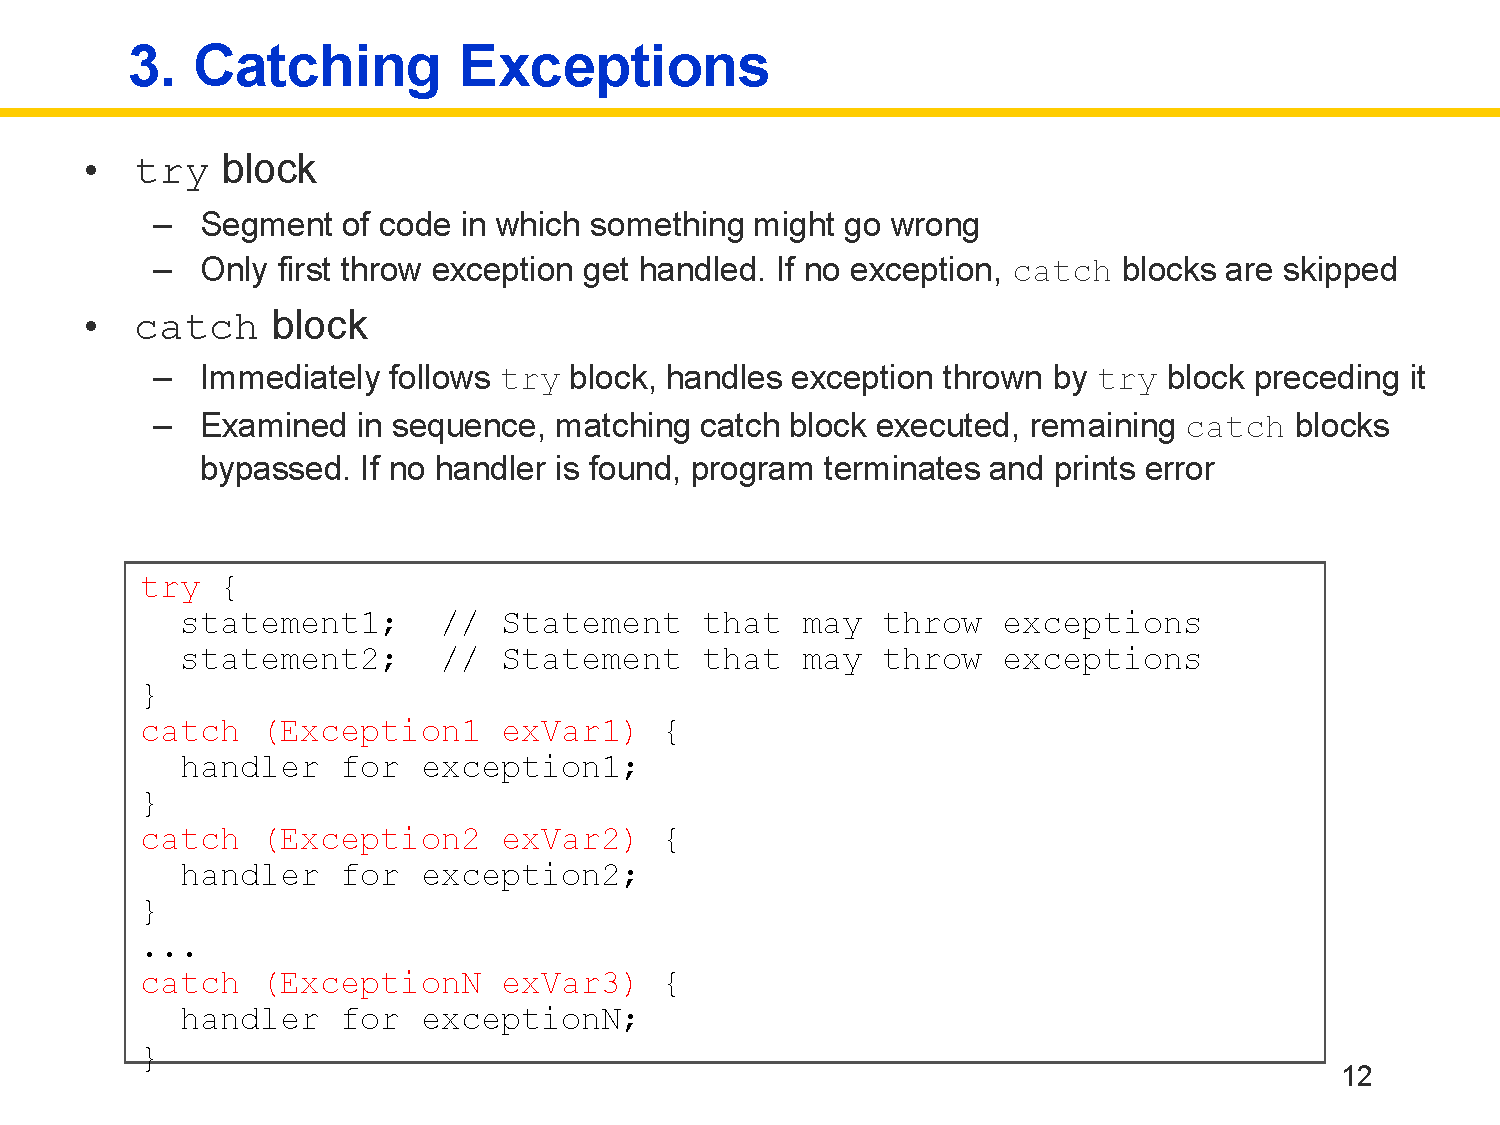 3. Catching Exceptions
• try block
– Segment of code in which something might go wrong
– Only first throw exception get handled. If no exception, catch blocks are skipped
• catch block
– Immediately follows try block, handles exception thrown by try block preceding it
– Examined in sequence, matching catch block executed, remaining catch blocks
bypassed. If no handler is found, program terminates and prints error
try {
  statement1; // Statement that may throw exceptions
  statement2; // Statement that may throw exceptions
}
catch (Exception1 exVar1) {
  handler for exception1;
}
catch (Exception2 exVar2) {
  handler for exception2;
}
...
catch (ExceptionN exVar3) {
  handler for exceptionN;
}
12